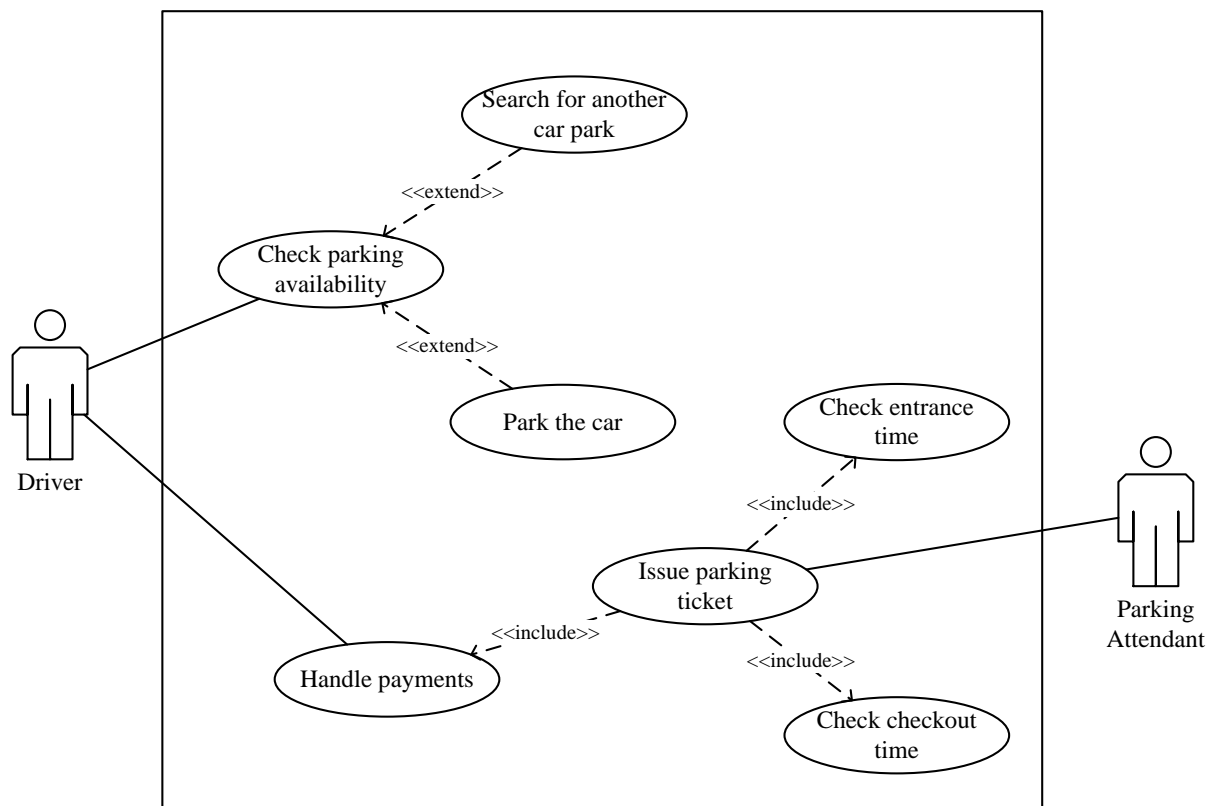 Search for another
car park
<<extend>>
Check parking
availability
<<extend>>
Park the car
Check entrance
time
Driver
<<include>>
Issue parking
ticket
Parking
Attendant
<<include>>
<<include>>
Handle payments
Check checkout
time